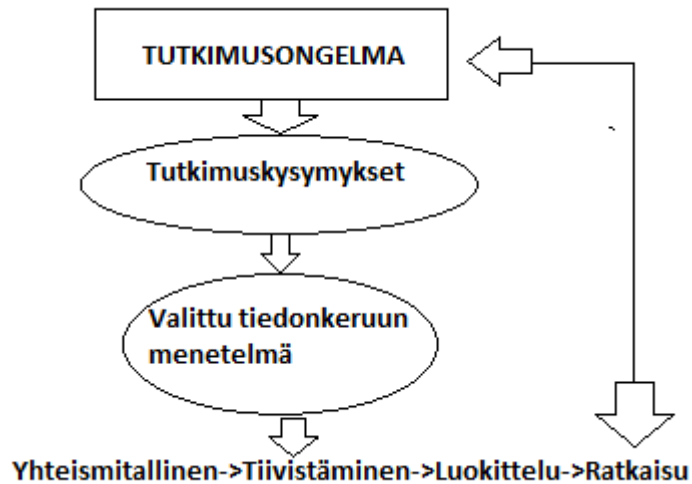 TUTKIMUSONGELMA
Tutkimuskysymykset
Valittu tiedonkeruun
menetelmä
Yhteismitallinen->Tiivistäminen->Luokittelu->Ratkaisu